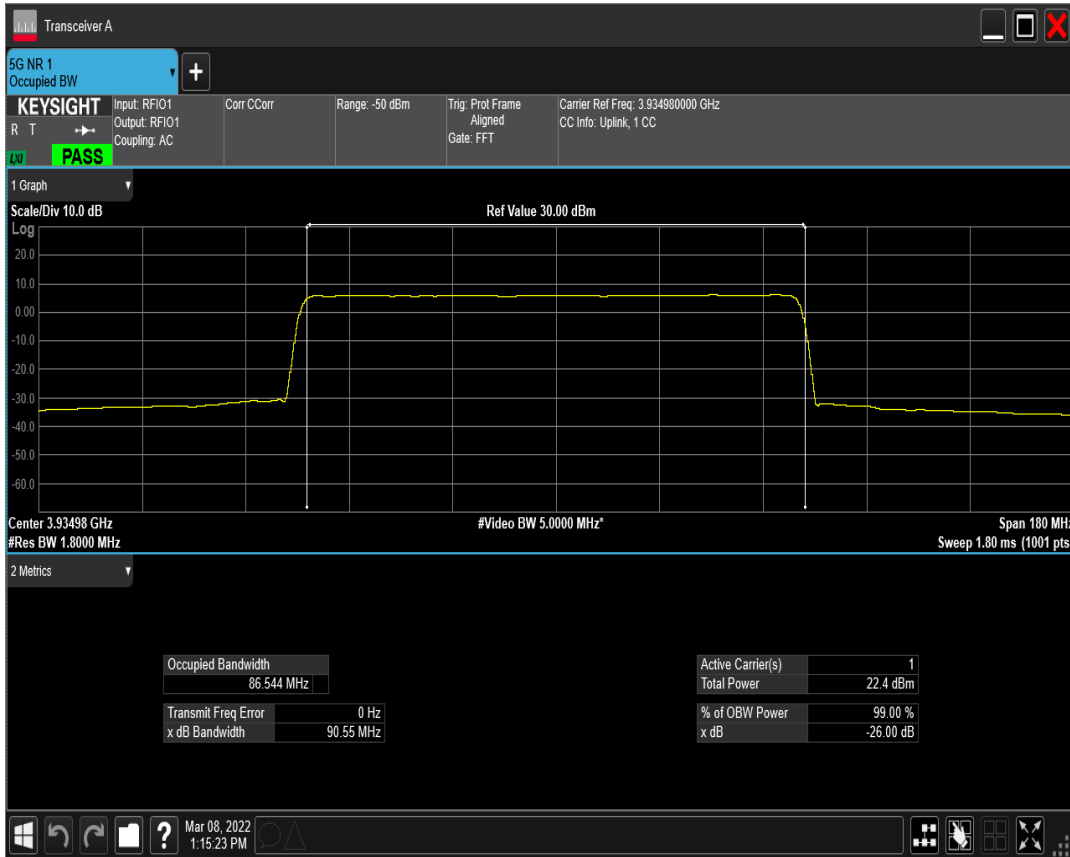 Transceiver A
5G NR 1
Occupied BW
+
KEYSIGHT
R T
LXI
PASS
Input: RFIO1
Output: RFIO1
Coupling: AC
Corr CCorr
Range: -50 dBm
Trig: Prot Frame
Aligned
Gate: FFT
Carrier Ref Freq: 3.934980000 GHz
CC Info: Uplink, 1 CC
1 Graph
Scale/Div 10.0 dB
Ref Value 30.00 dBm
Log
20.0
10.0
0.00
-10.0
-20.0
-30.0
-40.0
-50.0
-60.0
Center 3.93498 GHz
#Video BW 5.0000 MHz*
Span 180 MHz
#Res BW 1.8000 MHz
Sweep 1.80 ms (1001 pts
2 Metrics
Occupied Bandwidth
86.544 MHz
Transmit Freq Error 0 Hz
x dB Bandwidth 90.55 MHz
Active Carrier(s) 1
Total Power 22.4 dBm
% of OBW Power 99.00 %
x dB -26.00 dB
?
Mar 08, 2022
1:15:23 PM